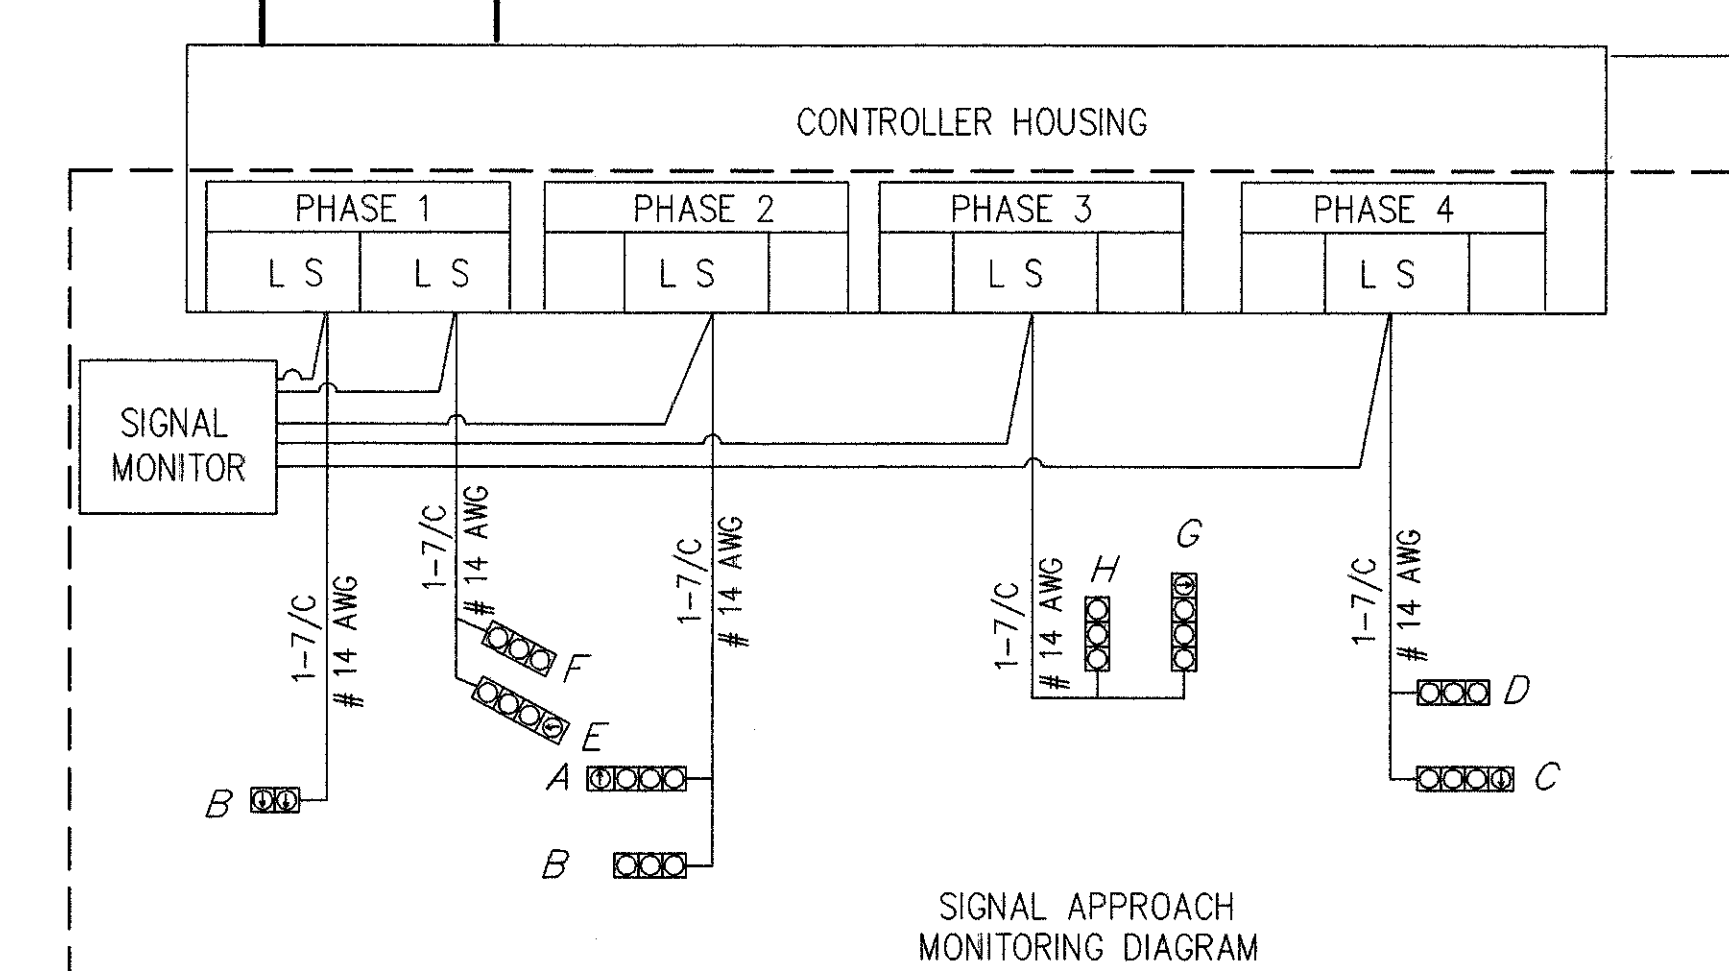 CONTROLLER HOUSING
PHASE 1
PHASE 2
PHASE 3
PHASE 4
L S
L S
L S
L S
L S
SIGNAL
MONITOR
1-7/C
# 14 AWG
1-7/C
# 14 AWG
1-7/C
# 14 AWG
1-7/C
# 14 AWG
1-7/C
# 14 AWG
G
H
F
E
D
A
C
B
B
SIGNAL APPROACH
MONITORING DIAGRAM